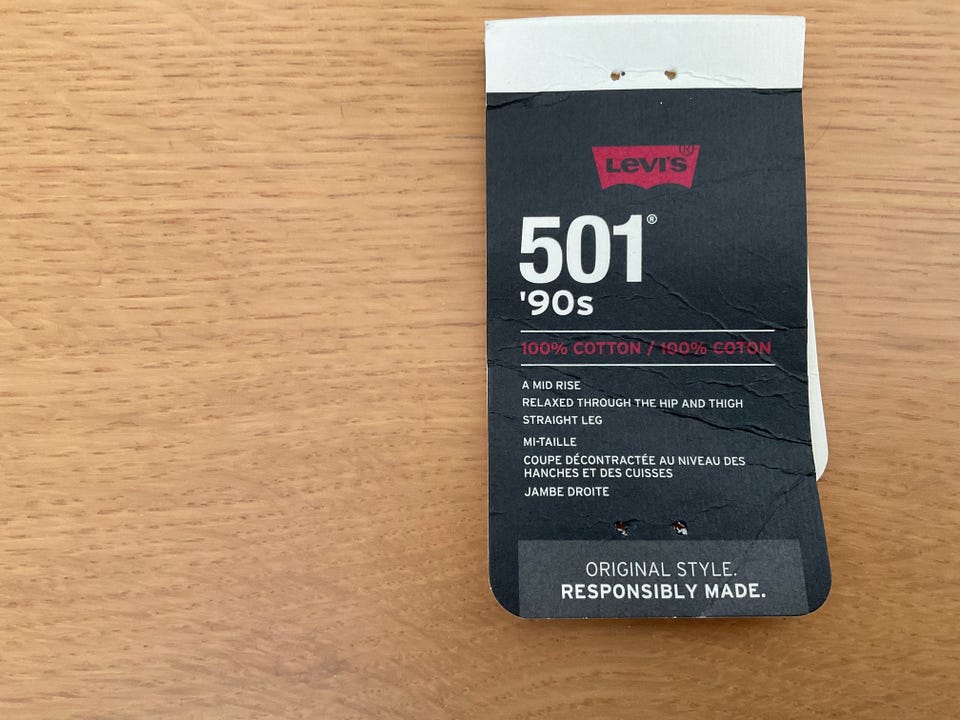 LEVI'S®
501®
'90s
100% COTTON / 100% COTON
A MID RISE
RELAXED THROUGH THE HIP AND THIGH
STRAIGHT LEG
MI-TAILLE
COUPE DÉCONTRACTÉE AU NIVEAU DES
HANCHES ET DES CUISSES
JAMBE DROITE
ORIGINAL STYLE.
RESPONSIBLY MADE.